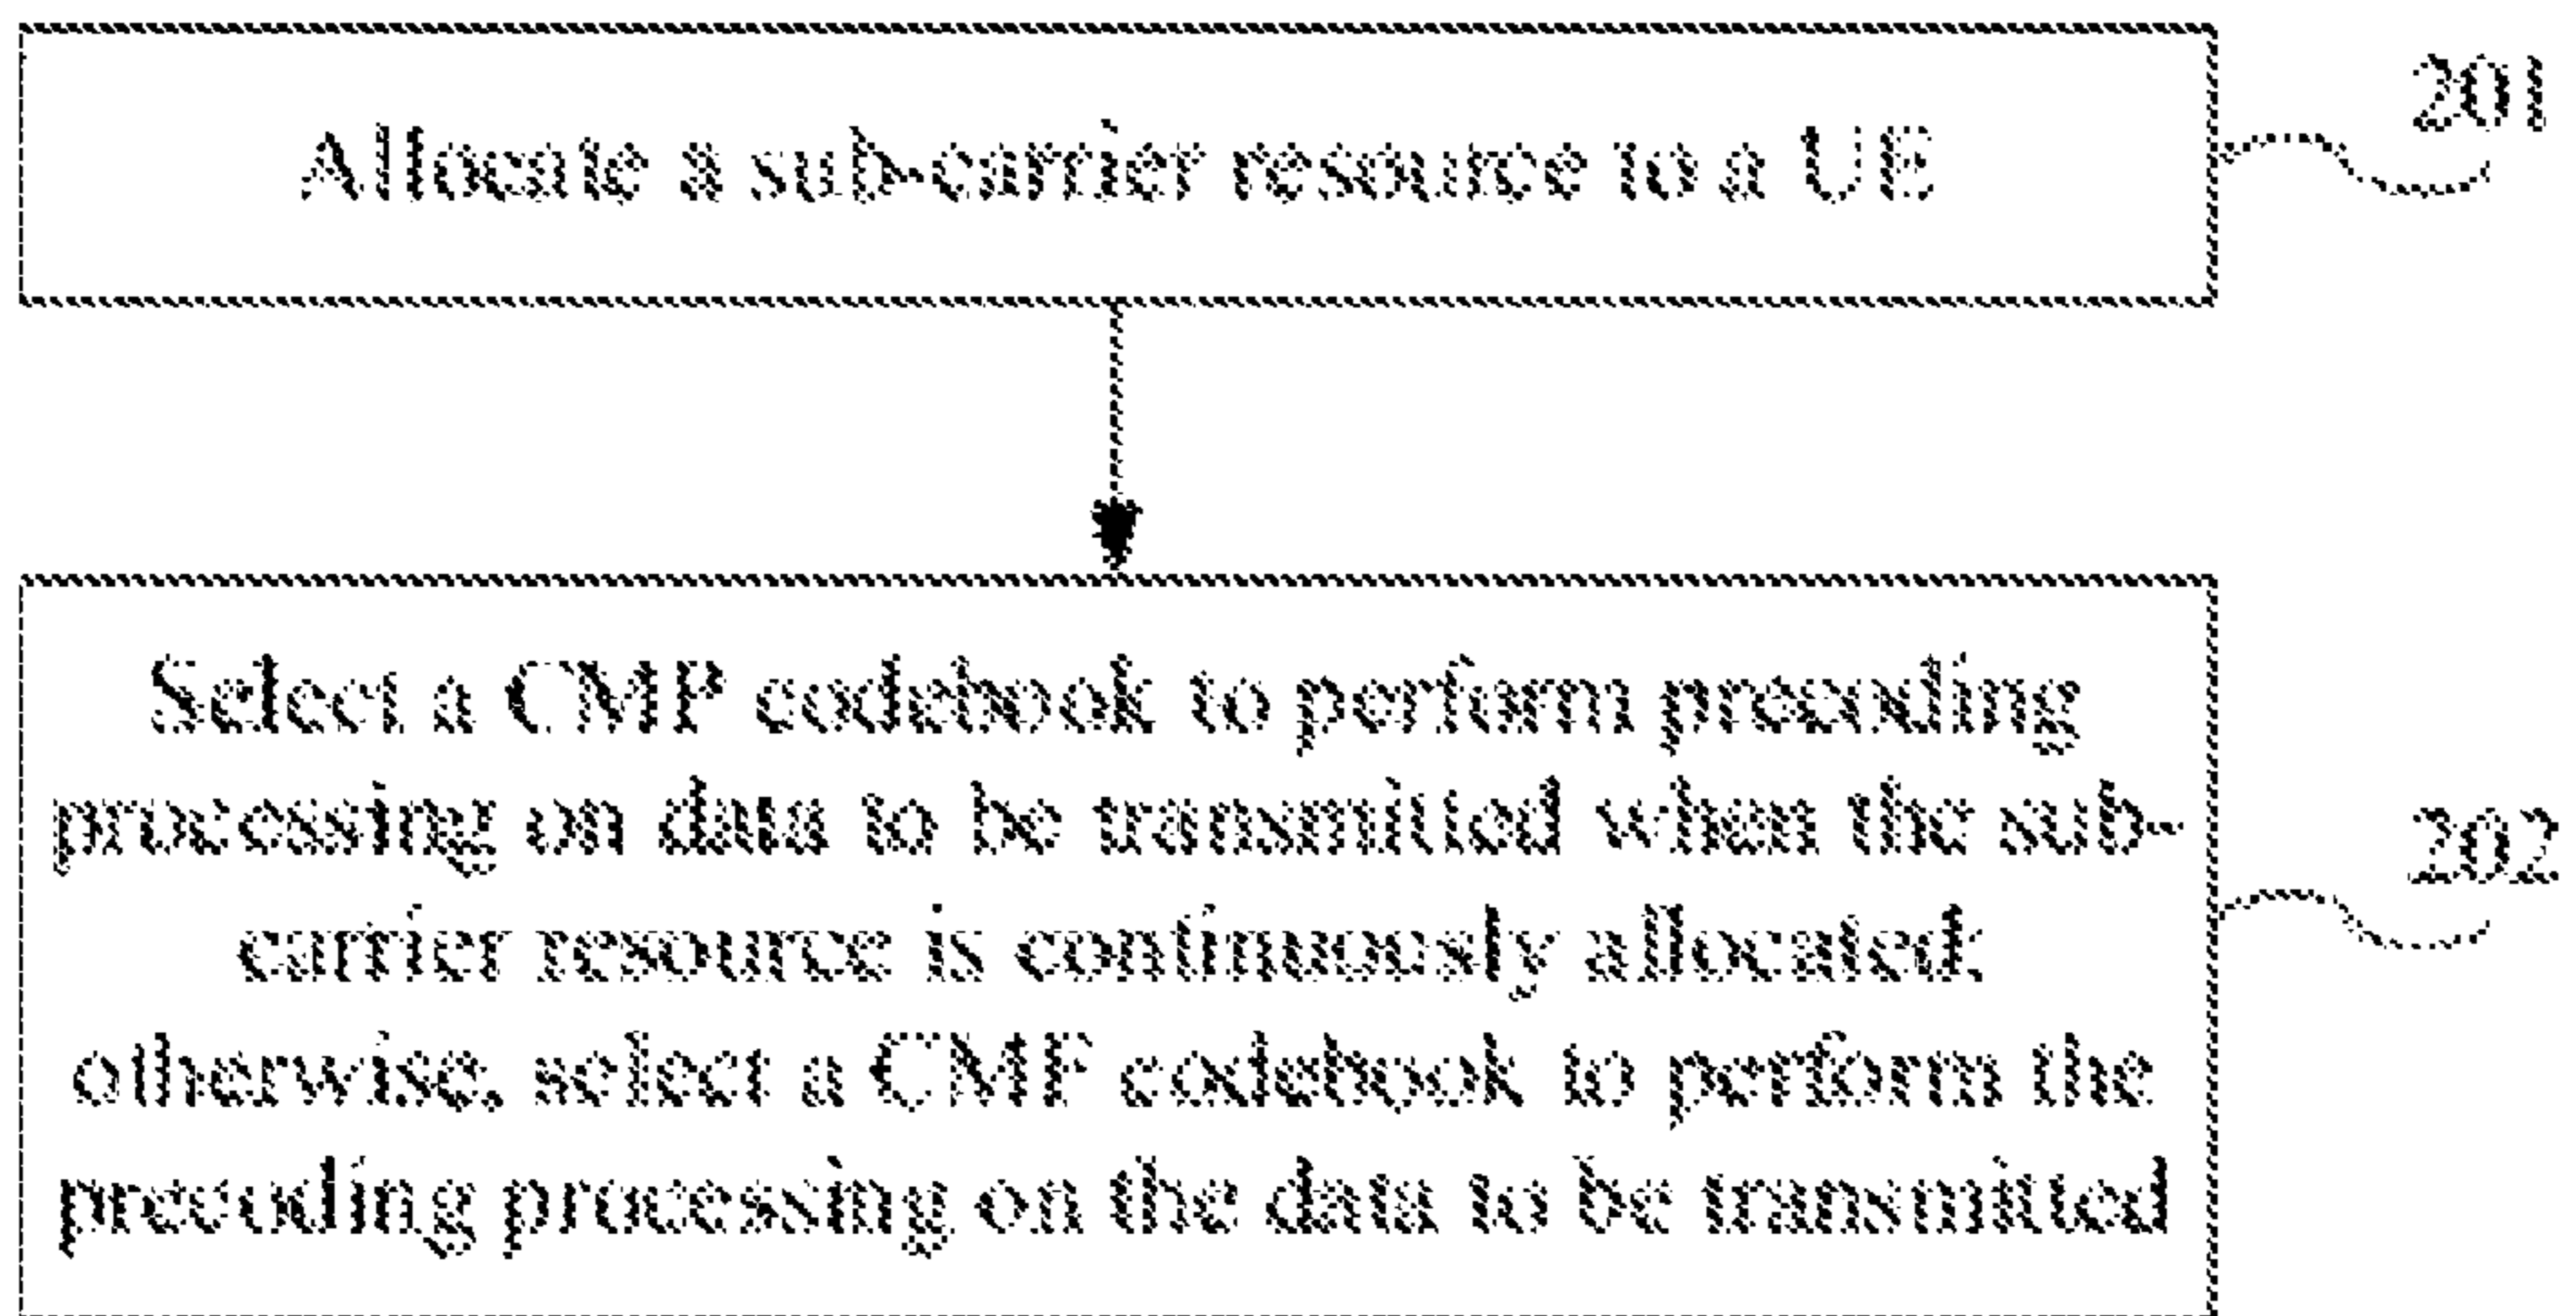 Allocate a sub-carrier resource to a UE
201
Select a CMP codebook to perform precoding
processing on data to be transmitted when the sub-
carrier resource is continuously allocated;
otherwise, select a CMF codebook to perform the
precoding processing on the data to be transmitted
202